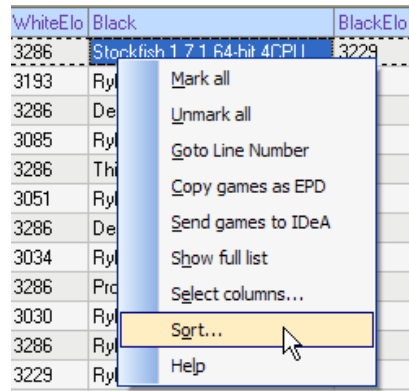 WhiteElo Black BlackElo
3286 Stockfish 1.7.1 64-bit 4CPU 3229
3193 Ryl Mark all
3286 De Unmark all
3085 Ryl Goto Line Number
3286 Thi Copy games as EPD
3051 Ryl
3286 De Send games to IDeA
3034 Ryl Show full list
3286 Pro Select columns...
3030 Ryl
3286 Ryl Sort...
3229 Ryl Help